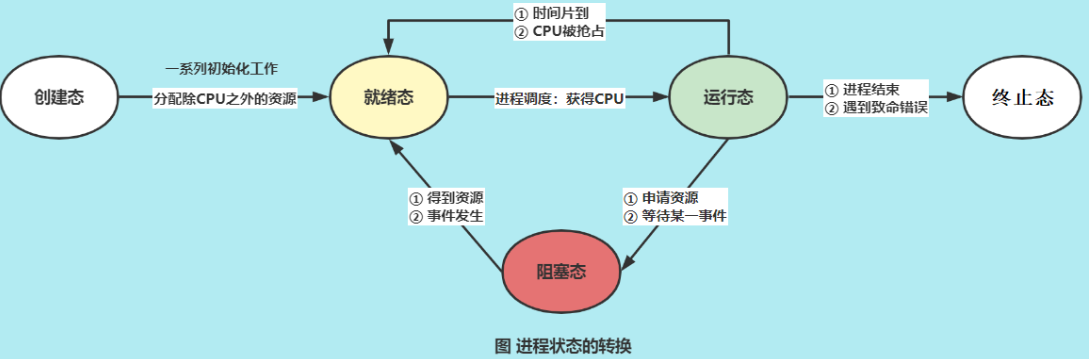 ① 时间片到
② CPU被抢占
一系列初始化工作
创建态
分配除CPU之外的资源
就绪态
进程调度：获得CPU
运行态
① 进程结束
② 遇到致命错误
终止态
① 得到资源
② 事件发生
① 申请资源
② 等待某一事件
阻塞态
图 进程状态的转换